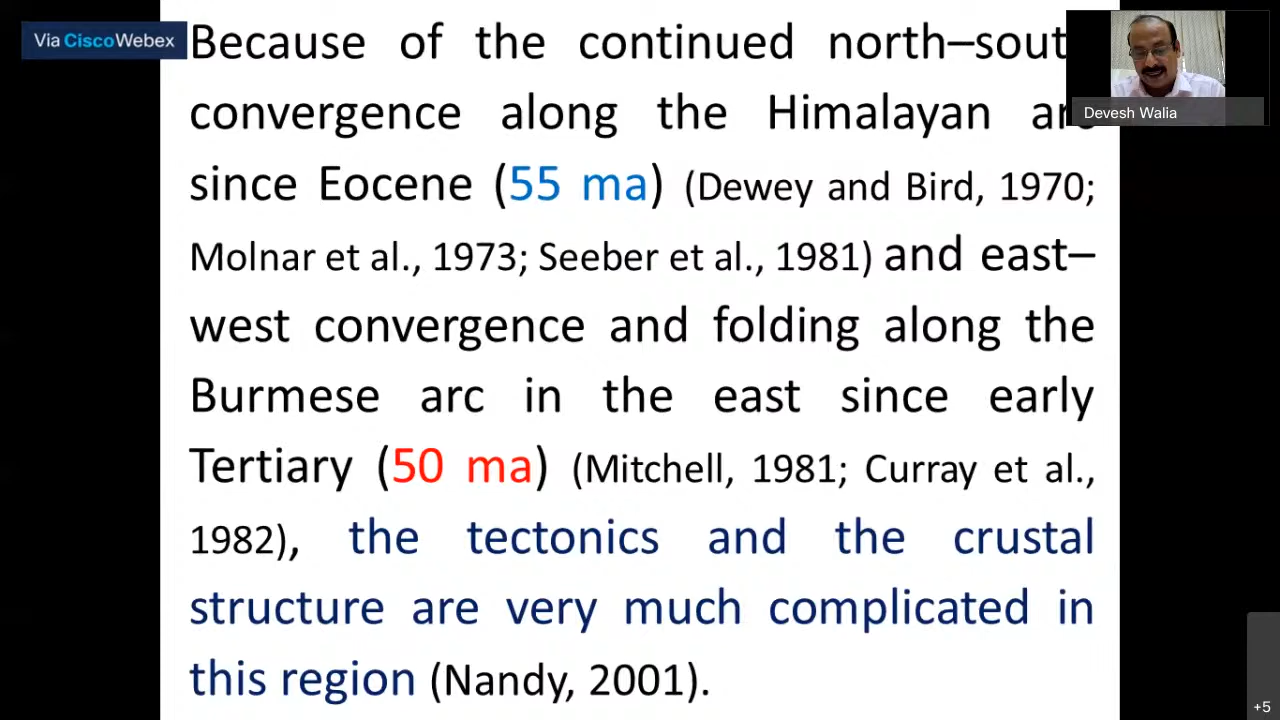 Via Cisco Webex
Because of the continued north–sout
convergence along the Himalayan arc
since Eocene (55 ma) (Dewey and Bird, 1970;
Molnar et al., 1973; Seeber et al., 1981) and east–
west convergence and folding along the
Burmese arc in the east since early
Tertiary (50 ma) (Mitchell, 1981; Curray et al.,
1982), the tectonics and the crustal
structure are very much complicated in
this region (Nandy, 2001).
Devesh Walia
+5